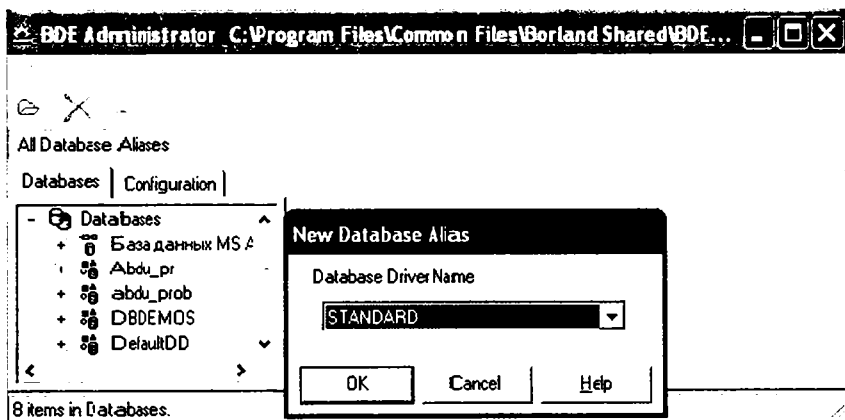 BDE Administrator C:\Program Files\Common Files\Borland Shared\BDE...
All Database Aliases
Databases
Configuration
Databases
База данных MS A
Abdu_pr
abdu_prob
DBDEMOS
DefaultDD
New Database Alias
Database Driver Name
STANDARD
OK
Cancel
Help
8 items in Databases.